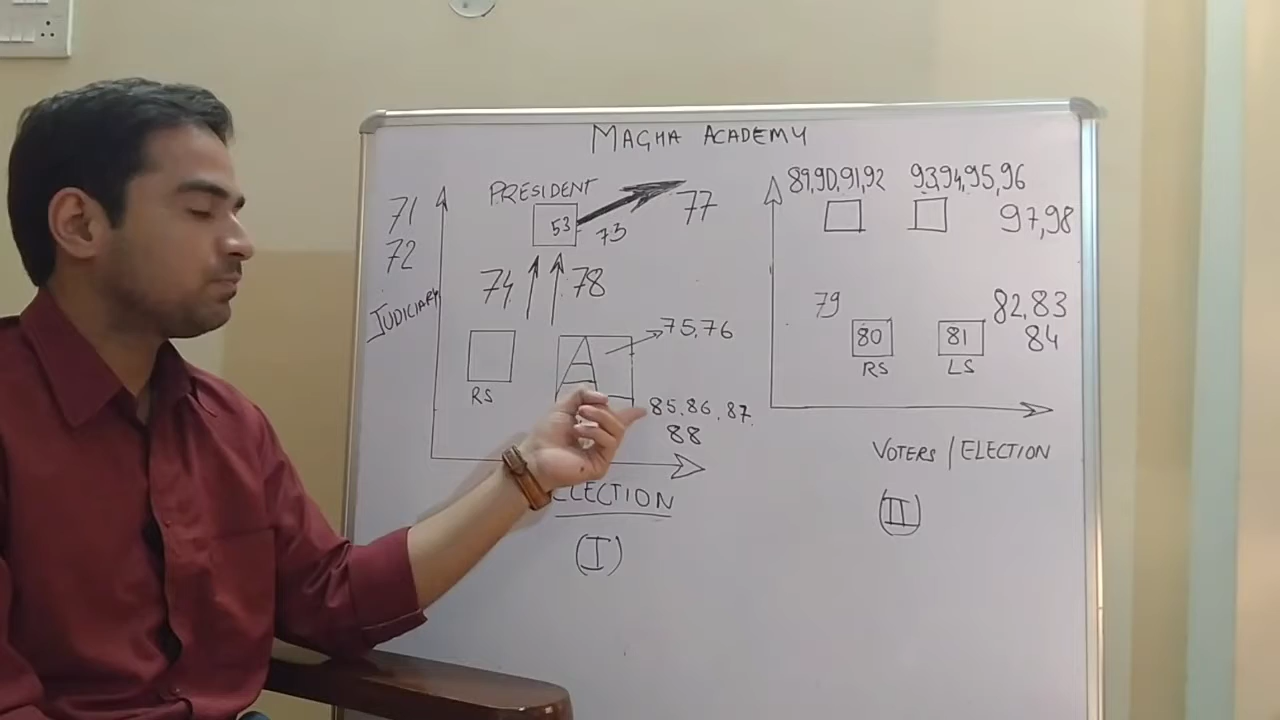 MAGHA ACADEMY
71
72
JUDICIARY
PRESIDENT
53
73
77
74
78
75,76
RS
85,86,87
88
ELECTION
(I)
89,90,91,92
93,94,95,96
97,98
79
80
RS
81
LS
82,83
84
VOTERS/ELECTION
(II)